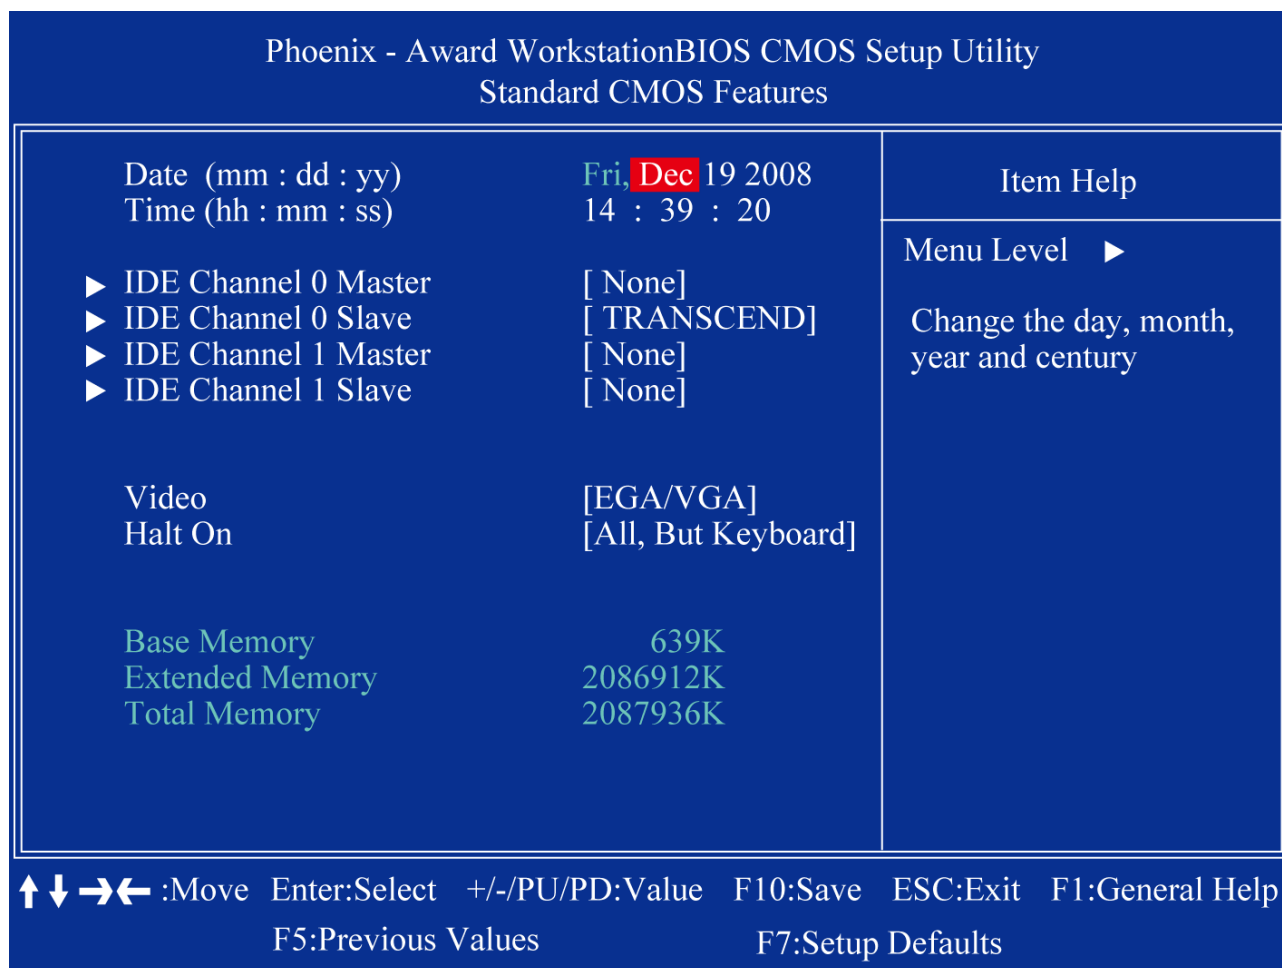 Phoenix - Award WorkstationBIOS CMOS Setup Utility
Standard CMOS Features
Date (mm : dd : yy) Fri, Dec 19 2008
Time (hh : mm : ss) 14 : 39 : 20
IDE Channel 0 Master [ None]
IDE Channel 0 Slave [ TRANSCEND]
IDE Channel 1 Master [ None]
IDE Channel 1 Slave [ None]
Video [EGA/VGA]
Halt On [All, But Keyboard]
Base Memory 639K
Extended Memory 2086912K
Total Memory 2087936K
Item Help
Menu Level ▶
Change the day, month,
year and century
:Move Enter:Select +/-/PU/PD:Value F10:Save ESC:Exit F1:General Help
F5:Previous Values F7:Setup Defaults